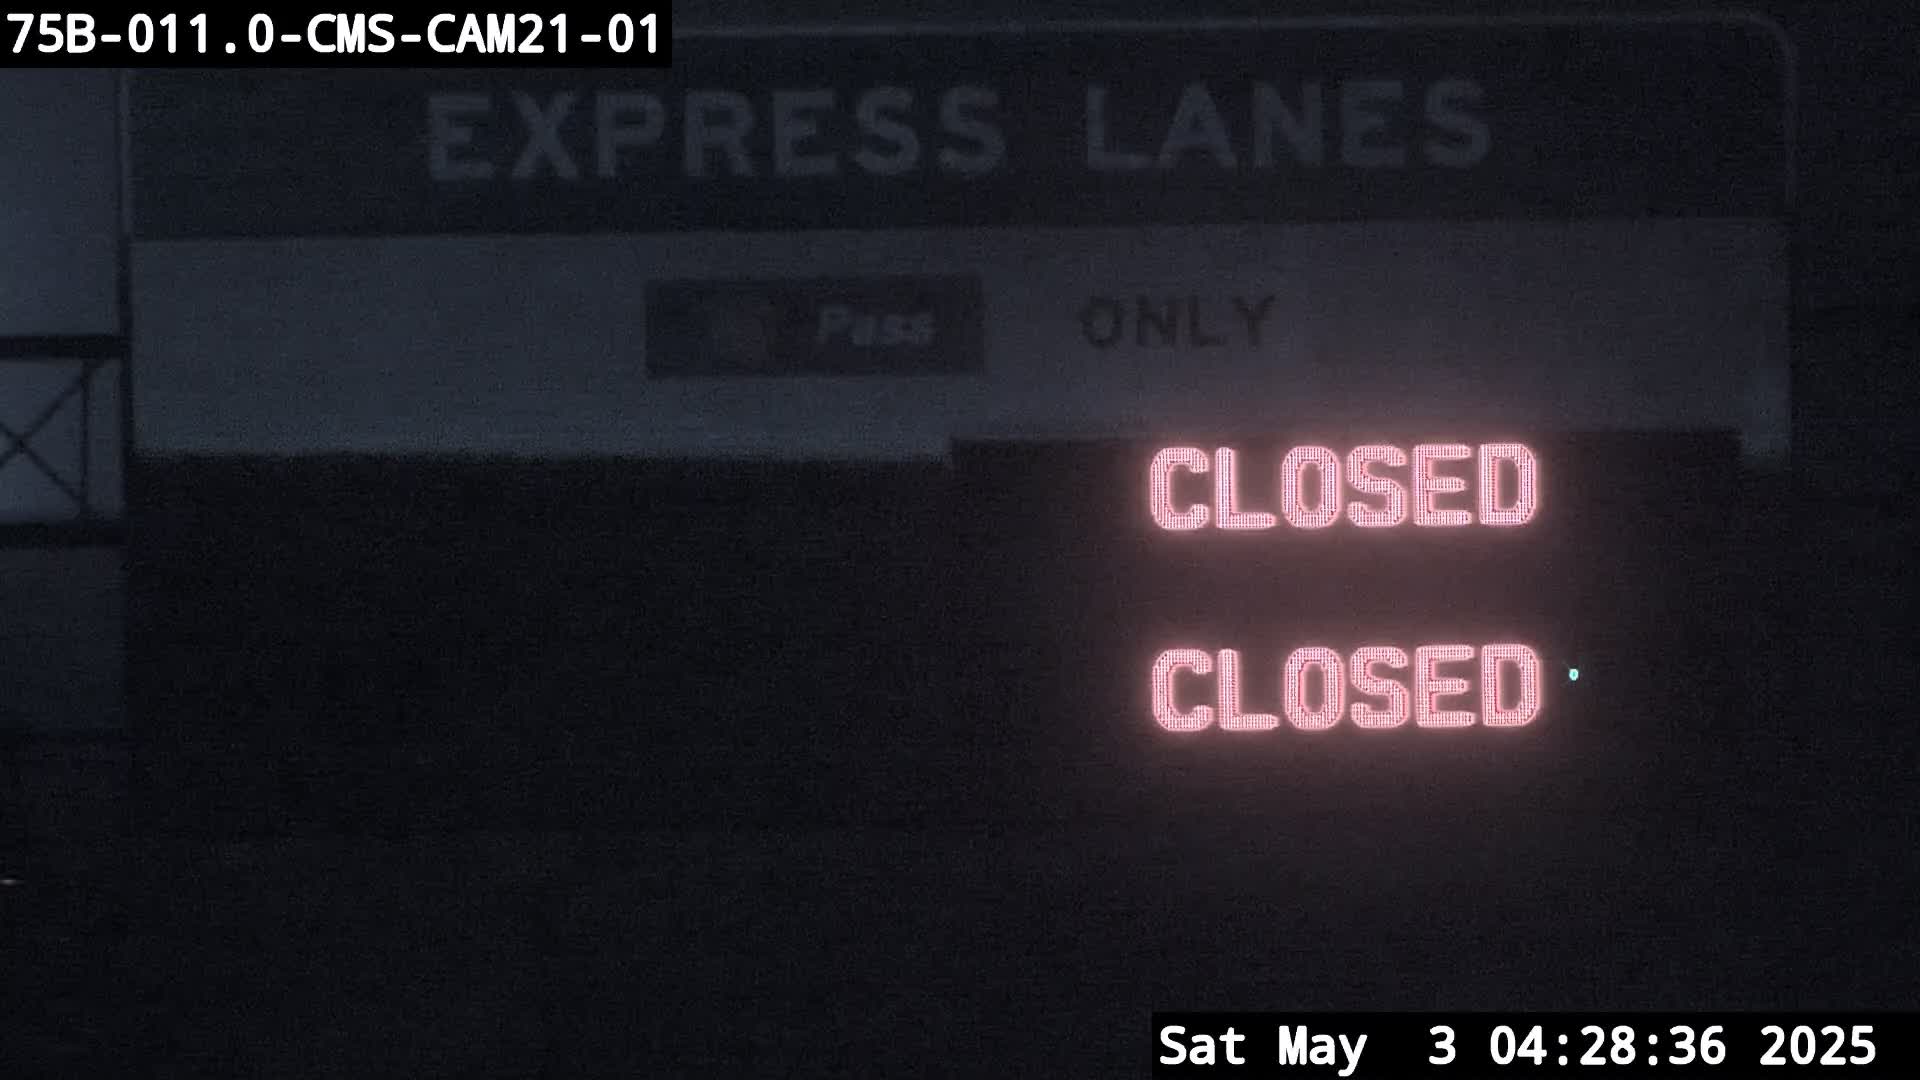 75B-011.0-CMS-CAM21-01
EXPRESS LANES
Pass ONLY
CLOSED
CLOSED
Sat May 3 04:28:36 2025